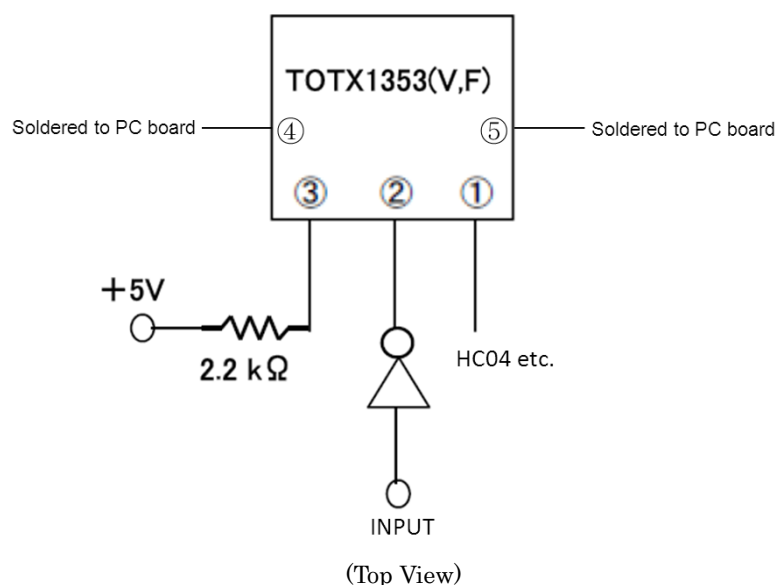 TOTX1353(V,F)
Soldered to PC board
④
⑤
Soldered to PC board
③
②
①
+5V
2.2 kΩ
HC04 etc.
INPUT
(Top View)